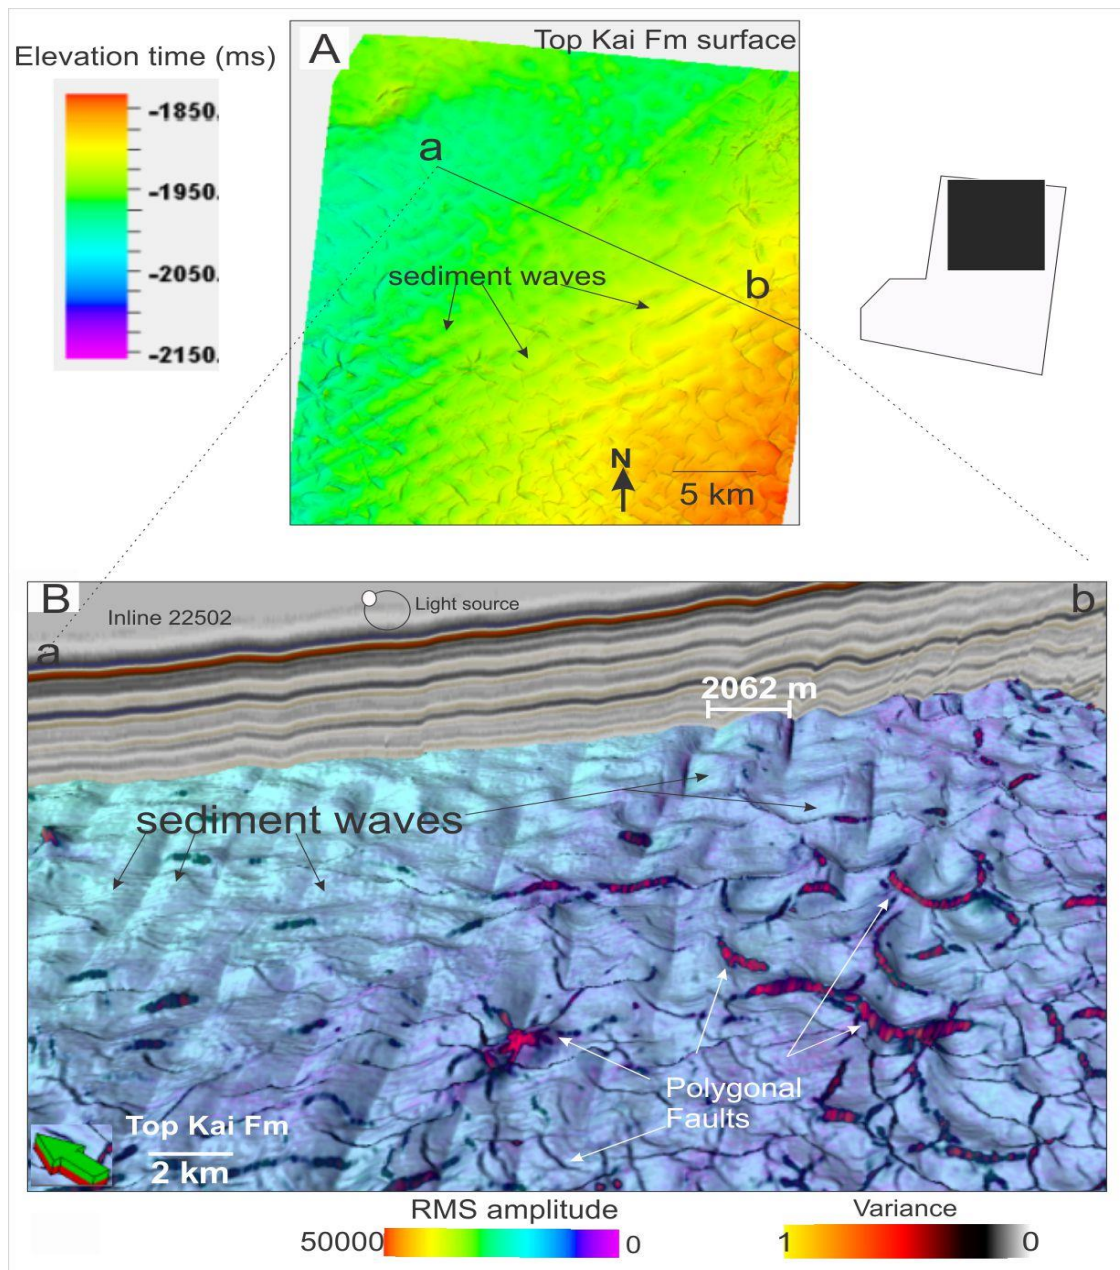 Elevation time (ms)
-1850.
-1950.
-2050.
-2150.
A
Top Kai Fm surface
a
sediment waves
b
N
5 km
B
Inline 22502
Light source
a
b
2062 m
sediment waves
Polygonal
Faults
Top Kai Fm
2 km
RMS amplitude
50000
0
Variance
1
0